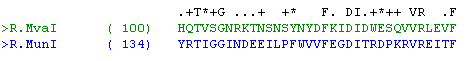 .+T*+G ...+ +* F. DI.+*++ VR .F
>R.MvaI ( 100) HQTVSGNRKTNSNSYNYDFKIDIDWESQVVRLEVF
>R.MunI ( 134) YRTIGGINDEEILPFWVVFEGDITRDPKRVREITF